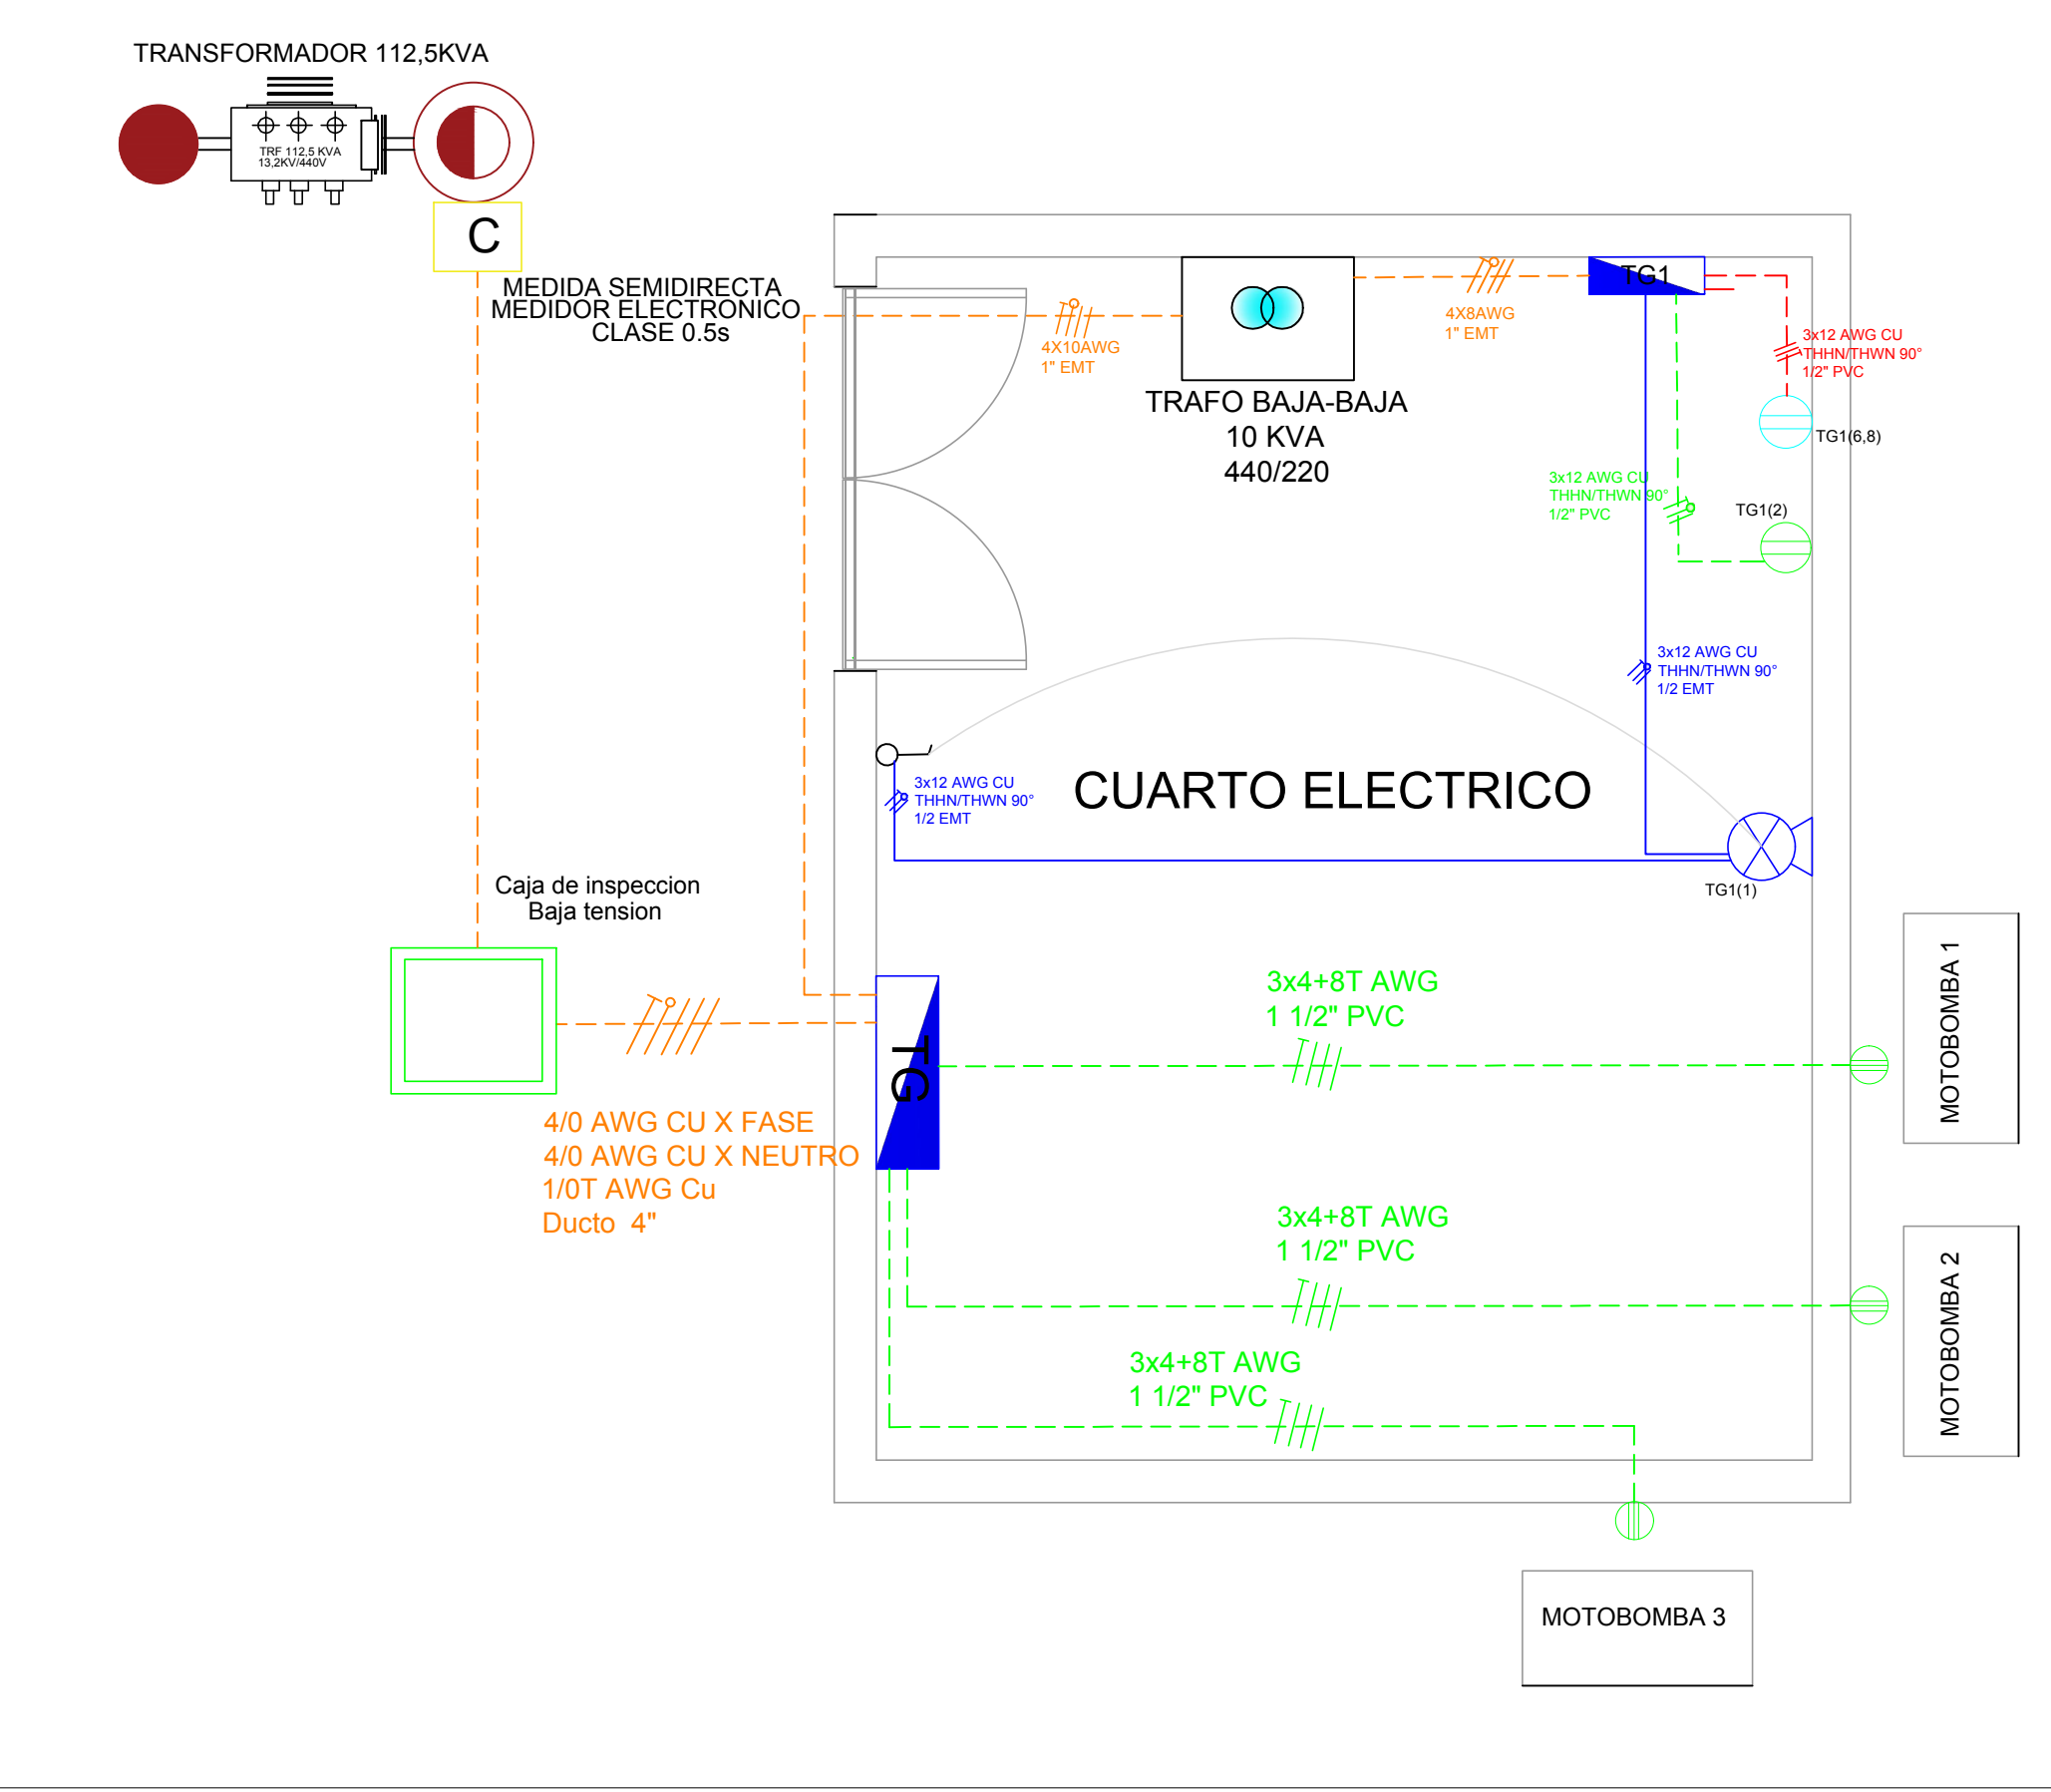 TRANSFORMADOR 112,5KVA
TRF 112,5 KVA
13,2KV/440V
C
MEDIDA SEMIDIRECTA
MEDIDOR ELECTRONICO
CLASE 0.5s
4X10AWG
1" EMT
TRAFO BAJA-BAJA
10 KVA
440/220
4X8AWG
1" EMT
TG1
3x12 AWG CU
THHN/THWN 90°
1/2" PVC
TG1(6,8)
3x12 AWG CU
THHN/THWN 90°
1/2" PVC
TG1(2)
3x12 AWG CU
THHN/THWN 90°
1/2 EMT
3x12 AWG CU
THHN/THWN 90°
1/2 EMT
CUARTO ELECTRICO
TG1(1)
Caja de inspeccion
Baja tension
TG
4/0 AWG CU X FASE
4/0 AWG CU X NEUTRO
1/0T AWG Cu
Ducto 4"
3x4+8T AWG
1 1/2" PVC
MOTOBOMBA 1
3x4+8T AWG
1 1/2" PVC
MOTOBOMBA 2
3x4+8T AWG
1 1/2" PVC
MOTOBOMBA 3